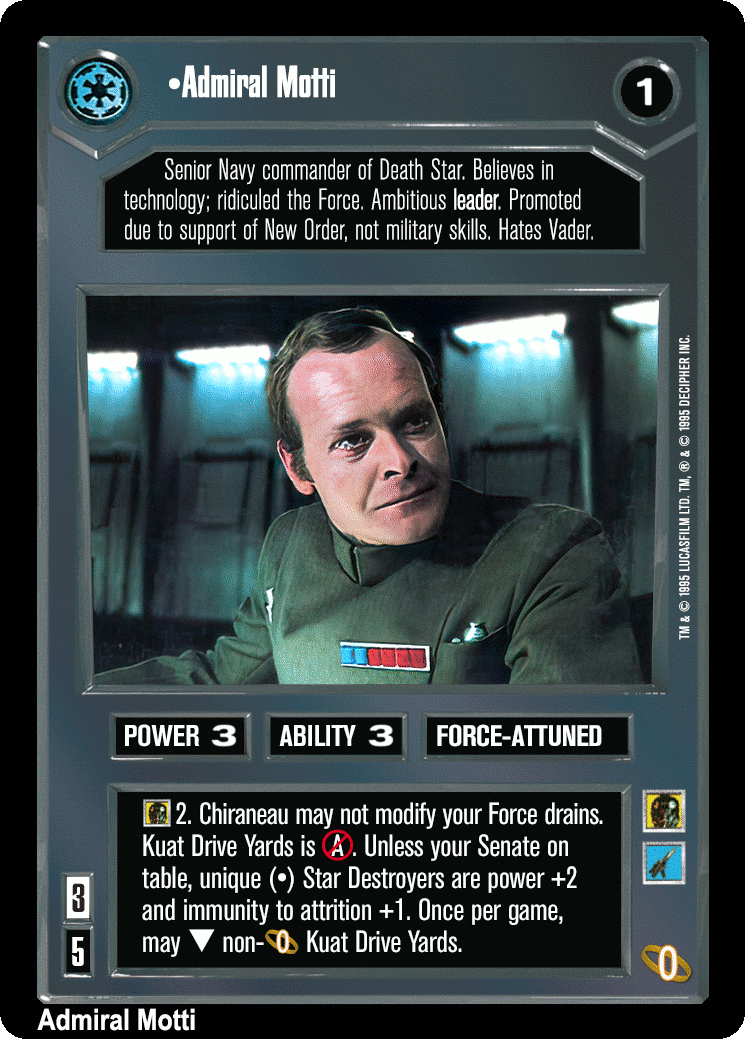 •Admiral Motti
1
Senior Navy commander of Death Star. Believes in
technology; ridiculed the Force. Ambitious leader. Promoted
due to support of New Order, not military skills. Hates Vader.
TM & © 1995 LUCASFILM LTD. TM, ® & © 1995 DECIPHER INC.
POWER 3
ABILITY 3
FORCE-ATTUNED
2. Chiraneau may not modify your Force drains.
Kuat Drive Yards is A. Unless your Senate on
table, unique (•) Star Destroyers are power +2
and immunity to attrition +1. Once per game,
may ▼ non-0 Kuat Drive Yards.
3
5
0
Admiral Motti